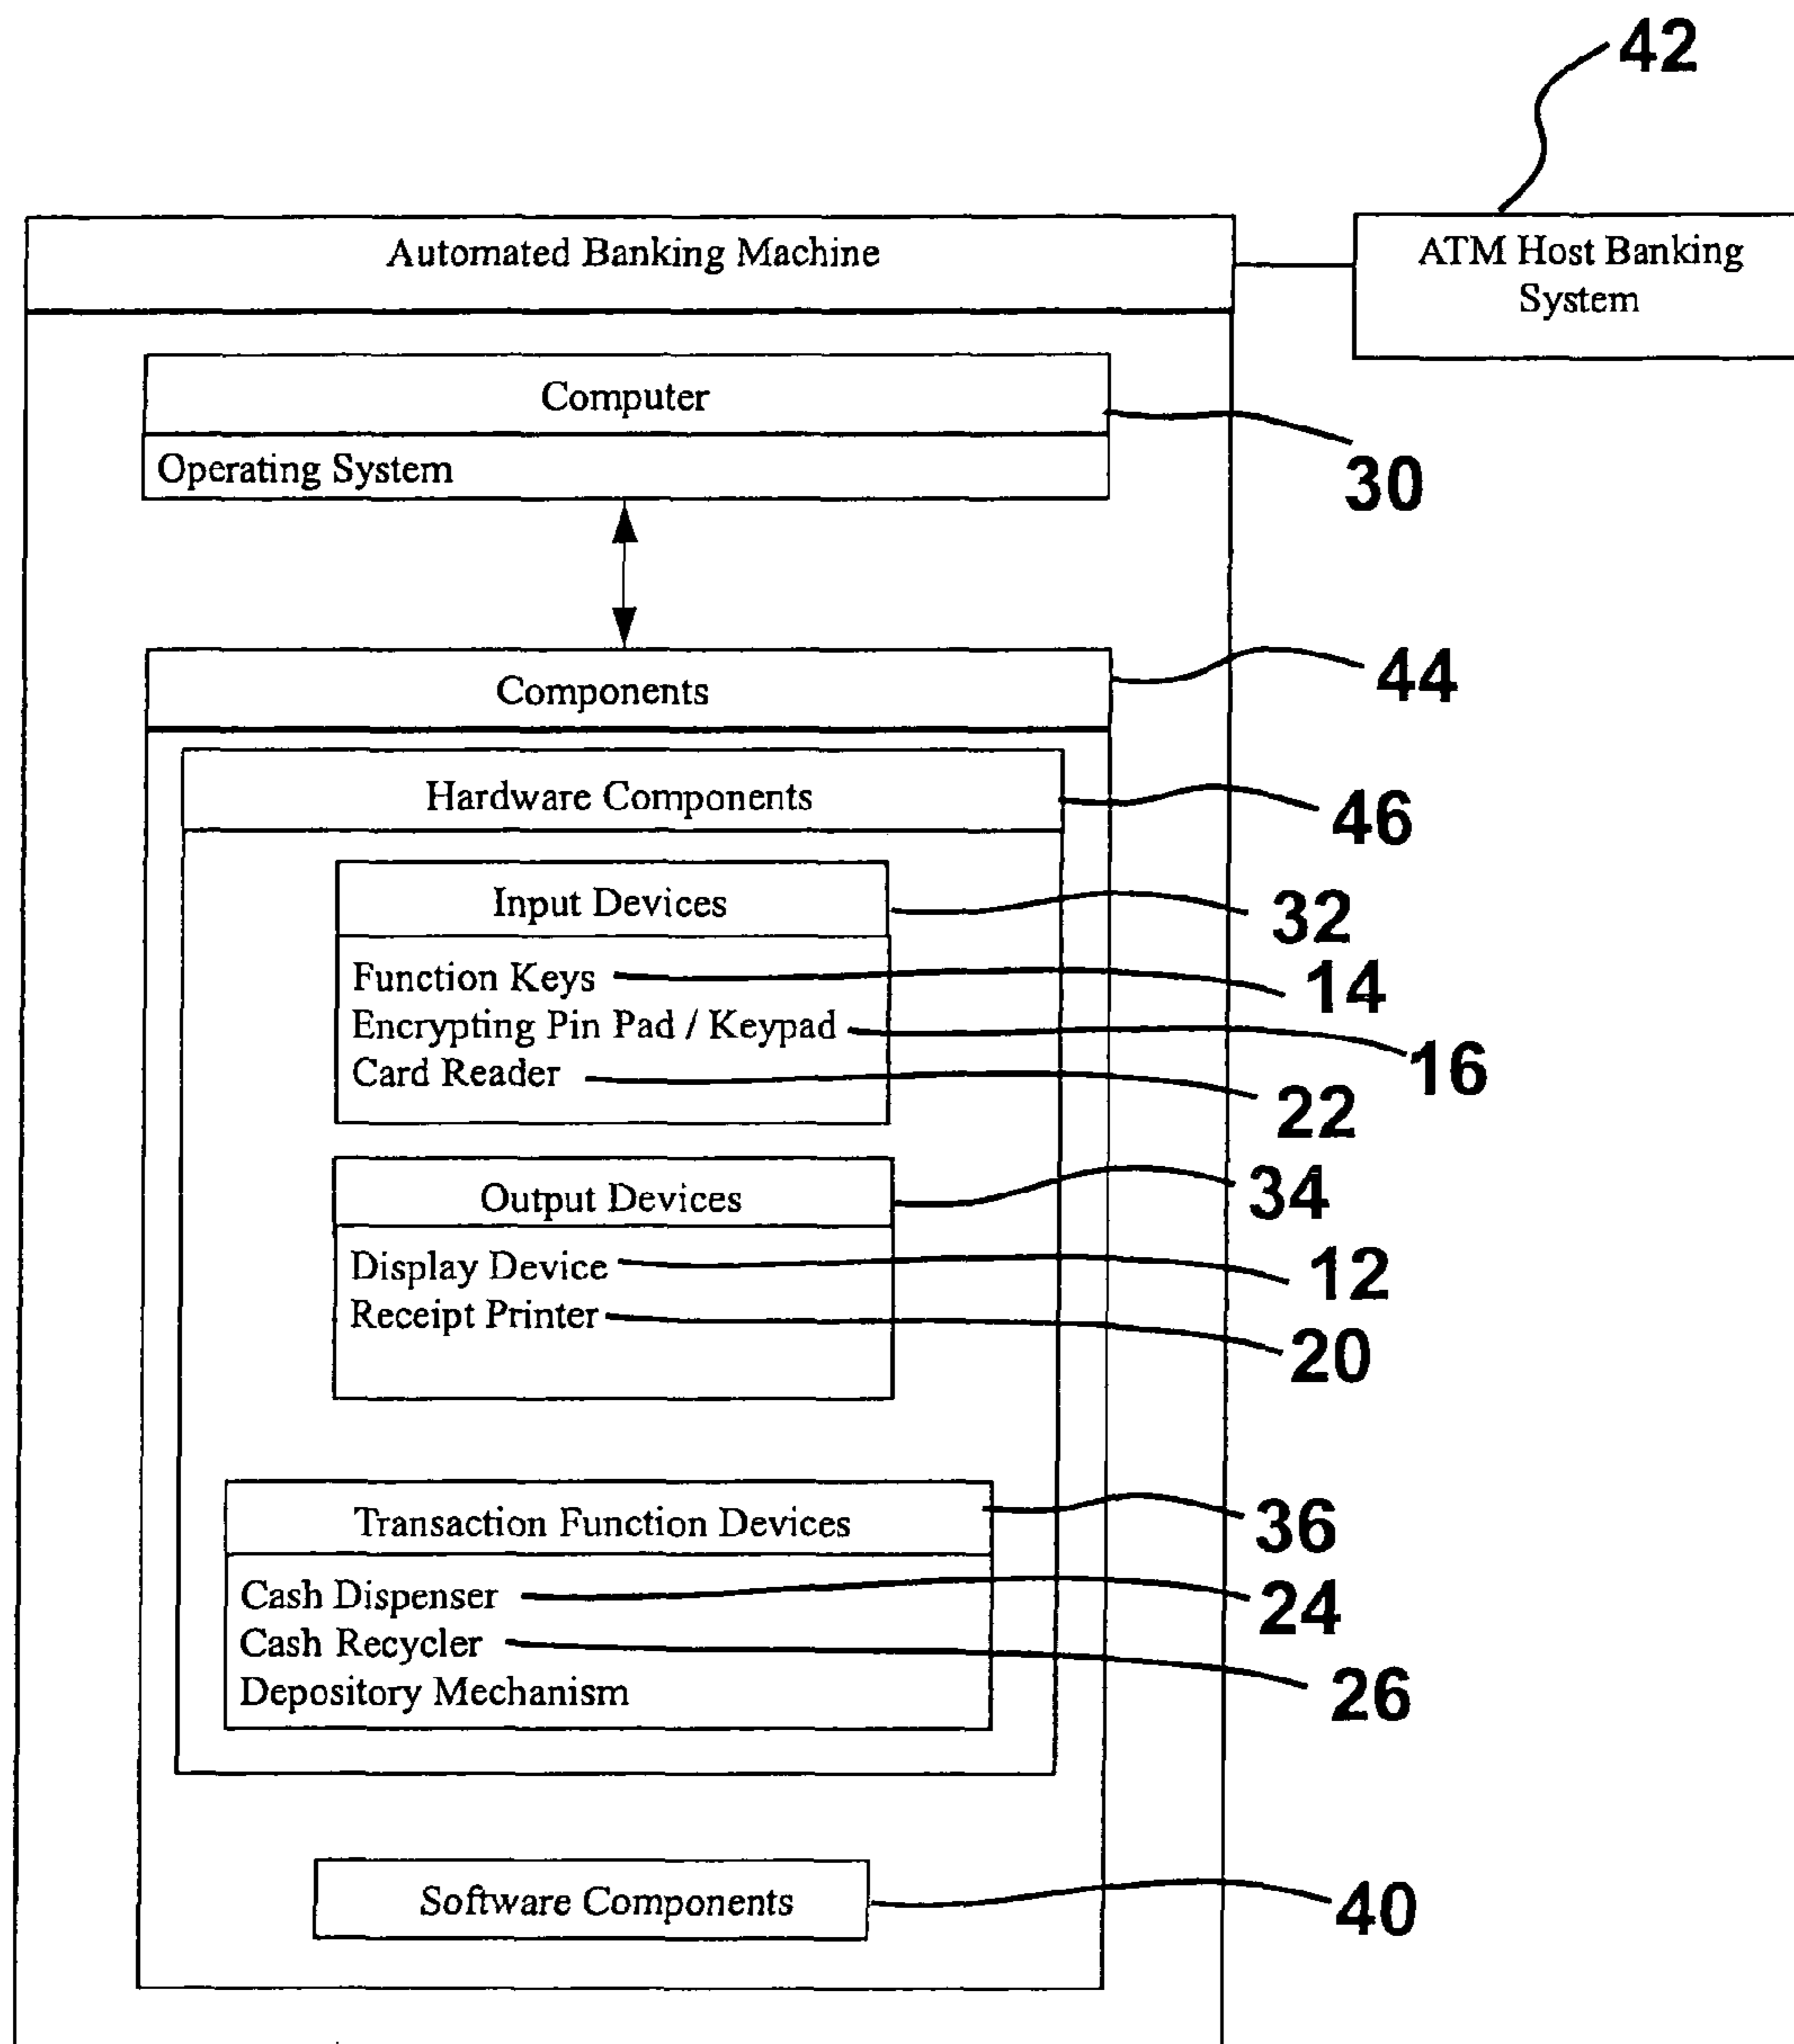 42
Automated Banking Machine
ATM Host Banking
System
Computer
30
Operating System
Components
44
Hardware Components
46
Input Devices
32
Function Keys
14
Encrypting Pin Pad / Keypad
16
Card Reader
22
Output Devices
34
Display Device
12
Receipt Printer
20
Transaction Function Devices
36
Cash Dispenser
24
Cash Recycler
26
Depository Mechanism
Software Components
40